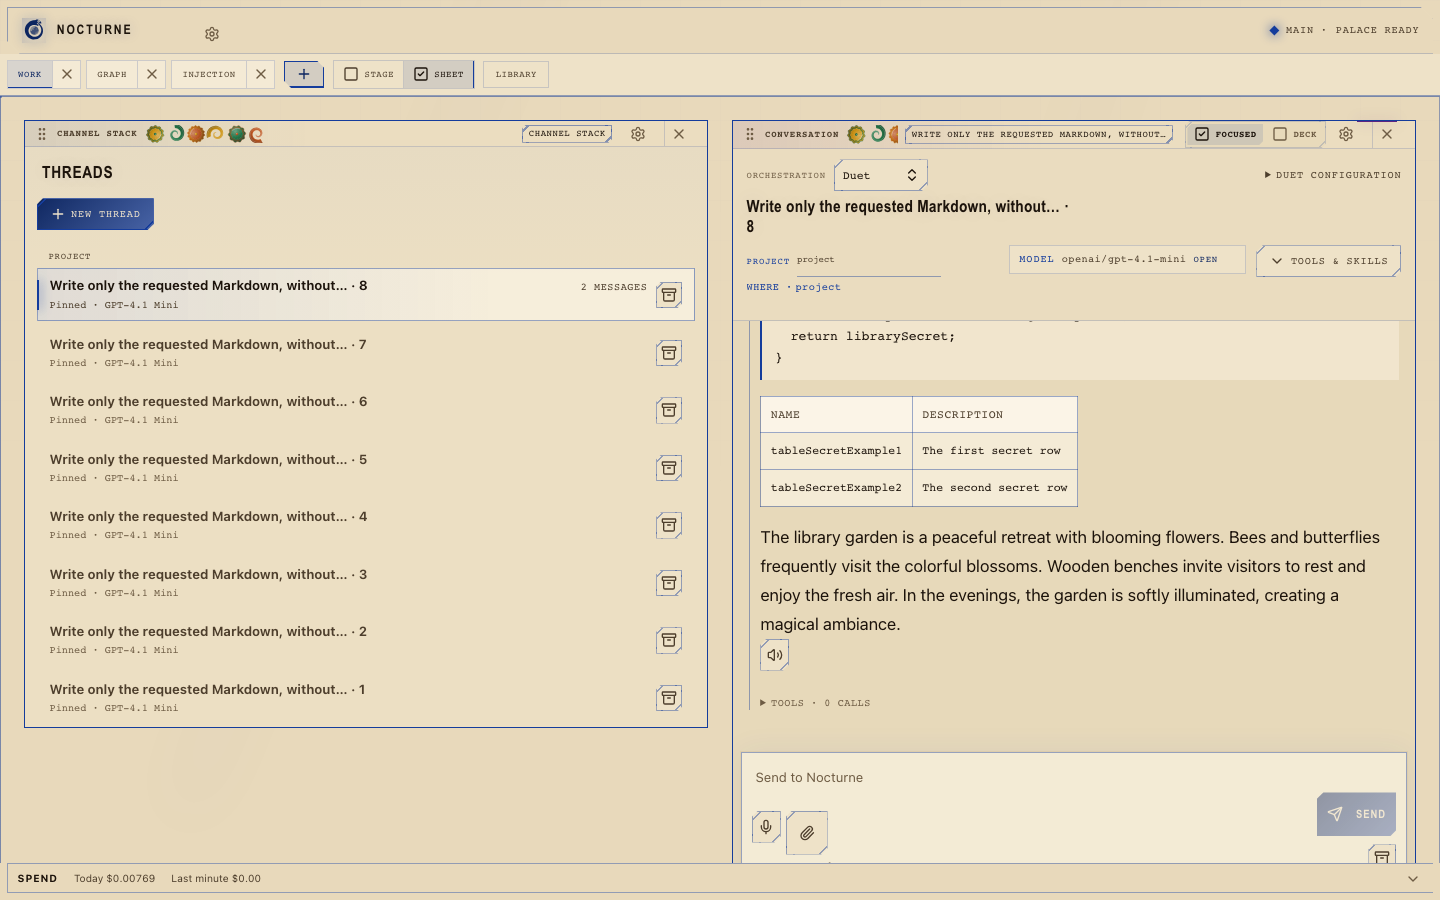 NOCTURNE
MAIN · PALACE READY
WORK
GRAPH
INJECTION
STAGE
SHEET
LIBRARY
CHANNEL STACK
CHANNEL STACK
THREADS
NEW THREAD
PROJECT
Write only the requested Markdown, without... · 8
2 MESSAGES
Pinned · GPT-4.1 Mini
Write only the requested Markdown, without... · 7
Pinned · GPT-4.1 Mini
Write only the requested Markdown, without... · 6
Pinned · GPT-4.1 Mini
Write only the requested Markdown, without... · 5
Pinned · GPT-4.1 Mini
Write only the requested Markdown, without... · 4
Pinned · GPT-4.1 Mini
Write only the requested Markdown, without... · 3
Pinned · GPT-4.1 Mini
Write only the requested Markdown, without... · 2
Pinned · GPT-4.1 Mini
Write only the requested Markdown, without... · 1
Pinned · GPT-4.1 Mini
CONVERSATION
WRITE ONLY THE REQUESTED MARKDOWN, WITHOUT…
FOCUSED
DECK
ORCHESTRATION
Duet
DUET CONFIGURATION
Write only the requested Markdown, without... ·
8
PROJECT project
MODEL openai/gpt-4.1-mini OPEN
TOOLS & SKILLS
WHERE · project
return librarySecret;
}
NAME DESCRIPTION
tableSecretExample1 The first secret row
tableSecretExample2 The second secret row
The library garden is a peaceful retreat with blooming flowers. Bees and butterflies
frequently visit the colorful blossoms. Wooden benches invite visitors to rest and
enjoy the fresh air. In the evenings, the garden is softly illuminated, creating a
magical ambiance.
TOOLS · 0 CALLS
Send to Nocturne
SEND
SPEND Today $0.00769 Last minute $0.00